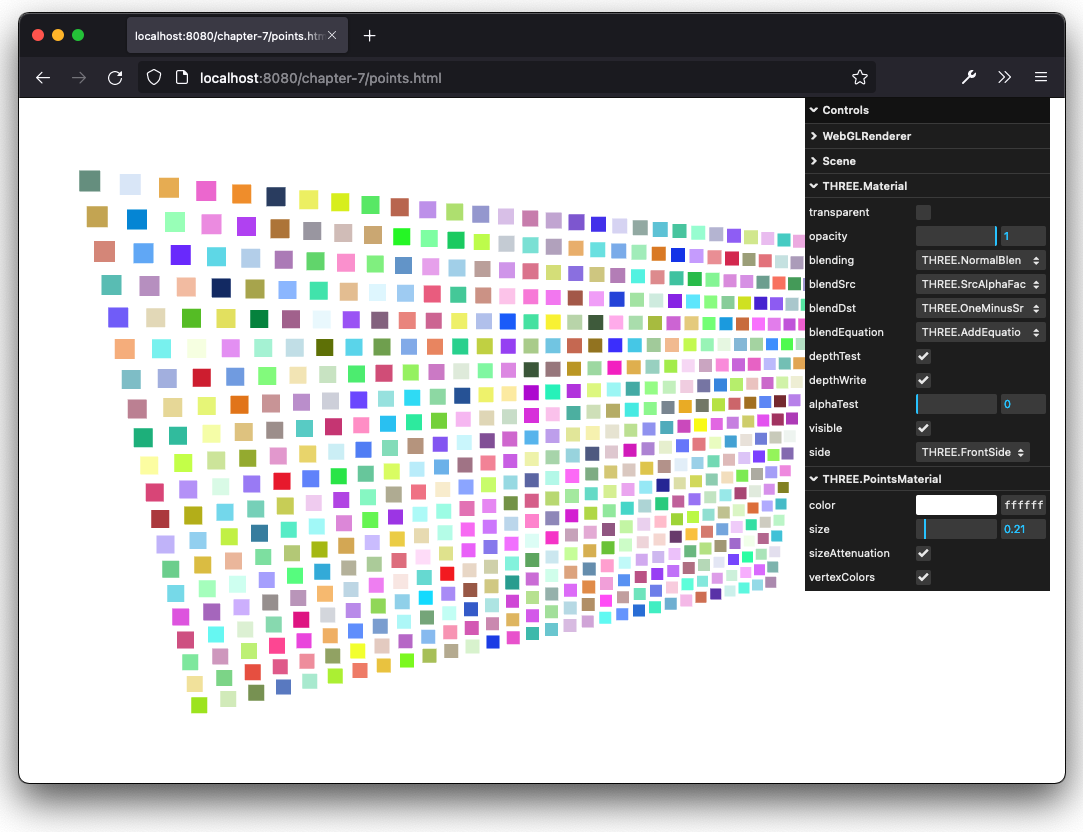 localhost:8080/chapter-7/points.htm
localhost:8080/chapter-7/points.html
Controls
WebGLRenderer
Scene
THREE.Material
transparent
opacity 1
blending THREE.NormalBlen
blendSrc THREE.SrcAlphaFac
blendDst THREE.OneMinusSr
blendEquation THREE.AddEquatio
depthTest
depthWrite
alphaTest 0
visible
side THREE.FrontSide
THREE.PointsMaterial
color ffffff
size 0.21
sizeAttenuation
vertexColors